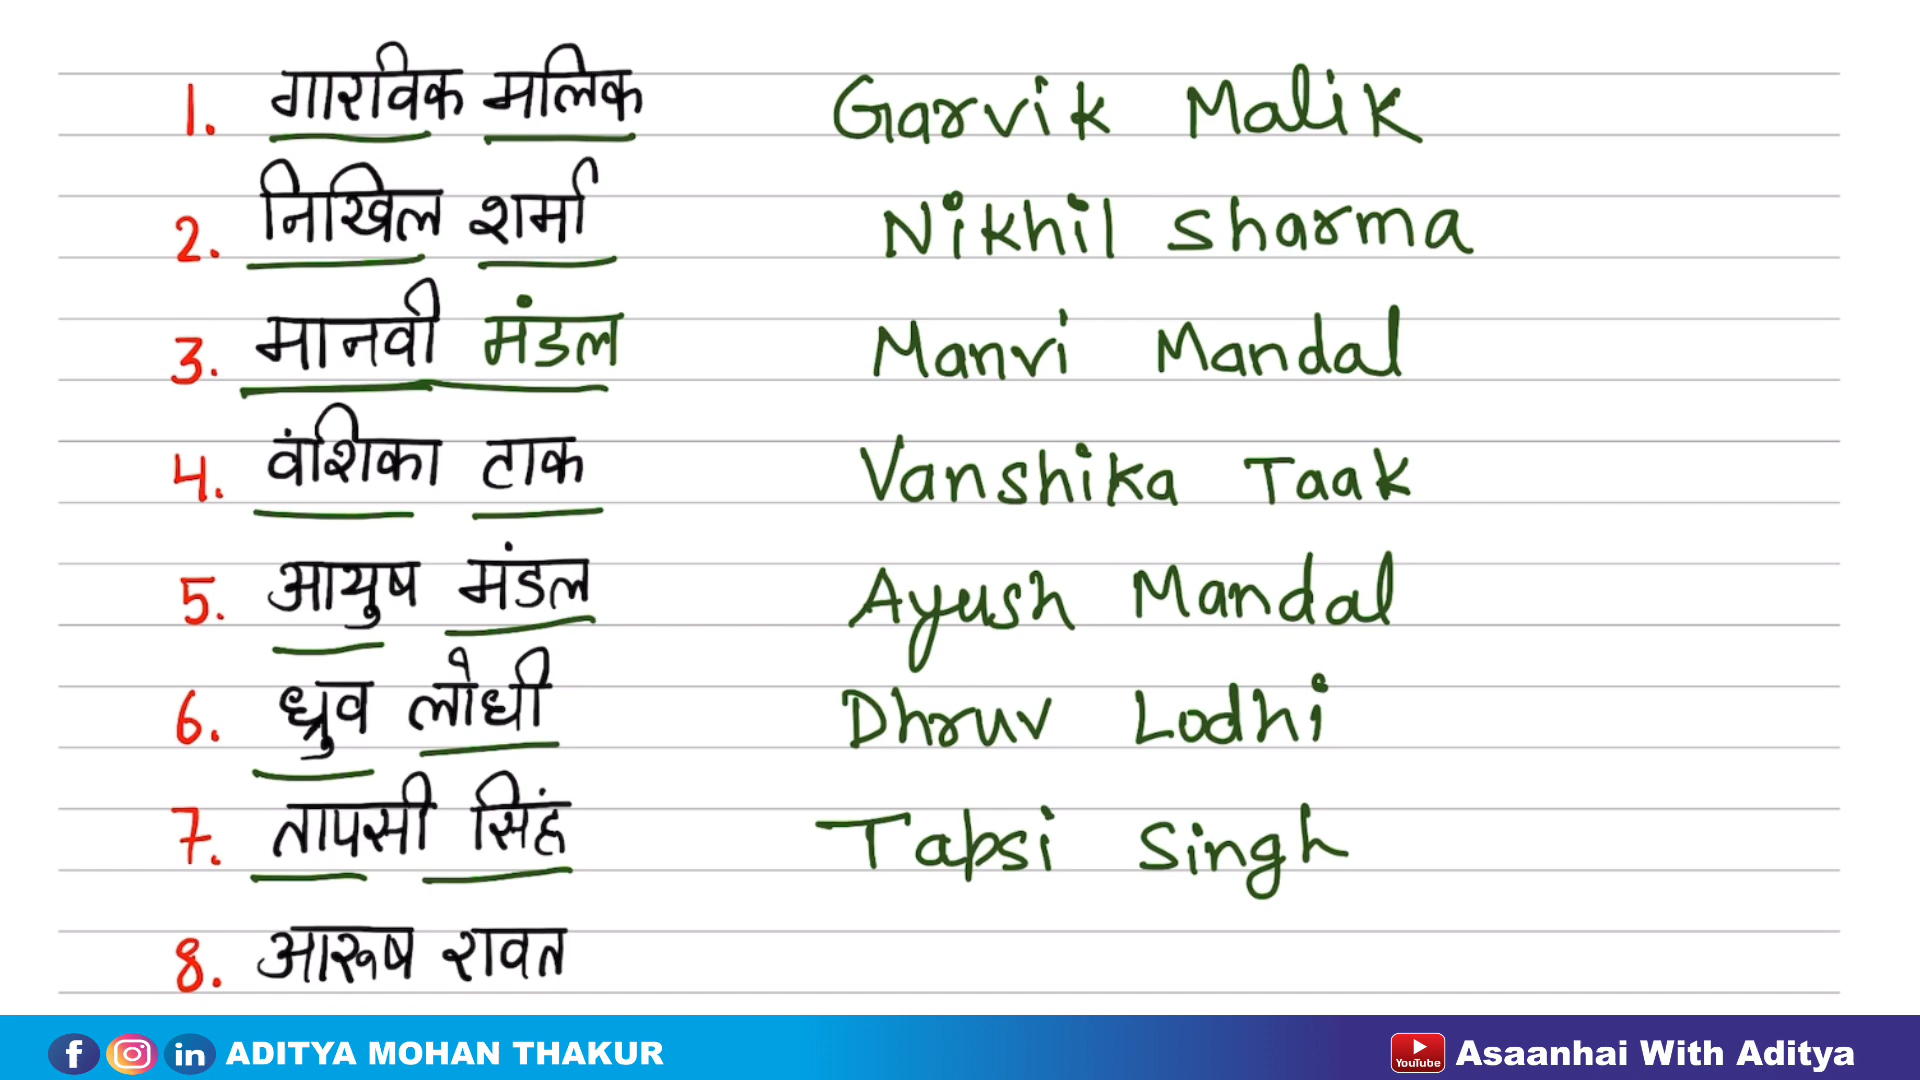 1. गारविक मलिक Garvik Malik
2. निखिल शर्मा Nikhil Sharma
3. मानवी मंडल Manvi Mandal
4. वंशिका टाक Vanshika Taak
5. आयुष मंडल Ayush Mandal
6. ध्रुव लोधी Dhruv Lodhi
7. तापसी सिंह Tapsi Singh
8. आरूष रावत
f in ADITYA MOHAN THAKUR YouTube Asaanhai With Aditya